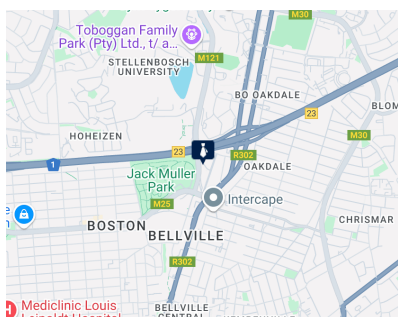 M30
Toboggan Family
Park (Pty) Ltd., t/ a...
M121
STELLENBOSCH
UNIVERSITY
BO OAKDALE
23
BLOM
M30
HOHEIZEN
23
R302
1
OAKDALE
Jack Muller
Park
M25
Intercape
e
CHRISMAR
BOSTON
BELLVILLE
R302
H Mediclinic Louis
Leipoldt Hospital
BELLVILLE
CENTRAL